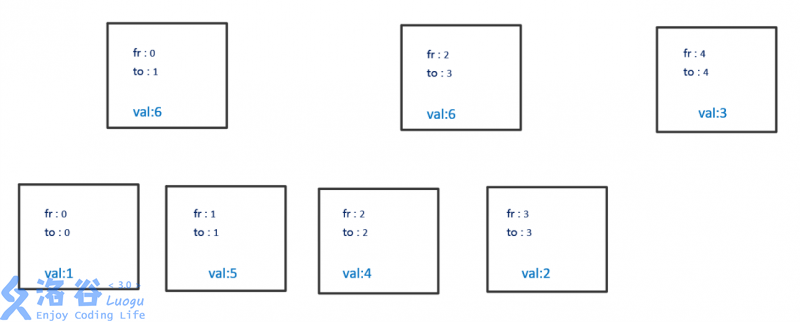 fr : 0
to : 1
val:6
fr : 2
to : 3
val:6
fr : 4
to : 4
val:3
fr : 0
to : 0
val:1
fr : 1
to : 1
val:5
fr : 2
to : 2
val:4
fr : 3
to : 3
val:2
洛谷
<30>
Luogu
Enjoy Coding Life